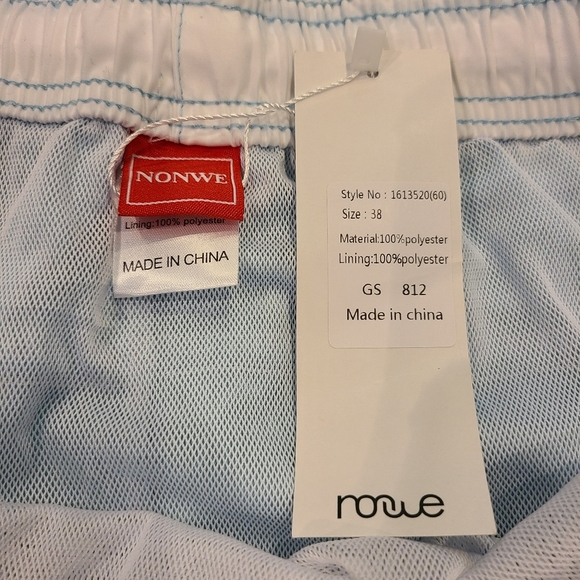 NONWE
Lining:100% polyester
MADE IN CHINA
Style No : 1613520(60)
Size : 38
Material:100%polyester
Lining:100%polyester
GS 812
Made in china
nonwe